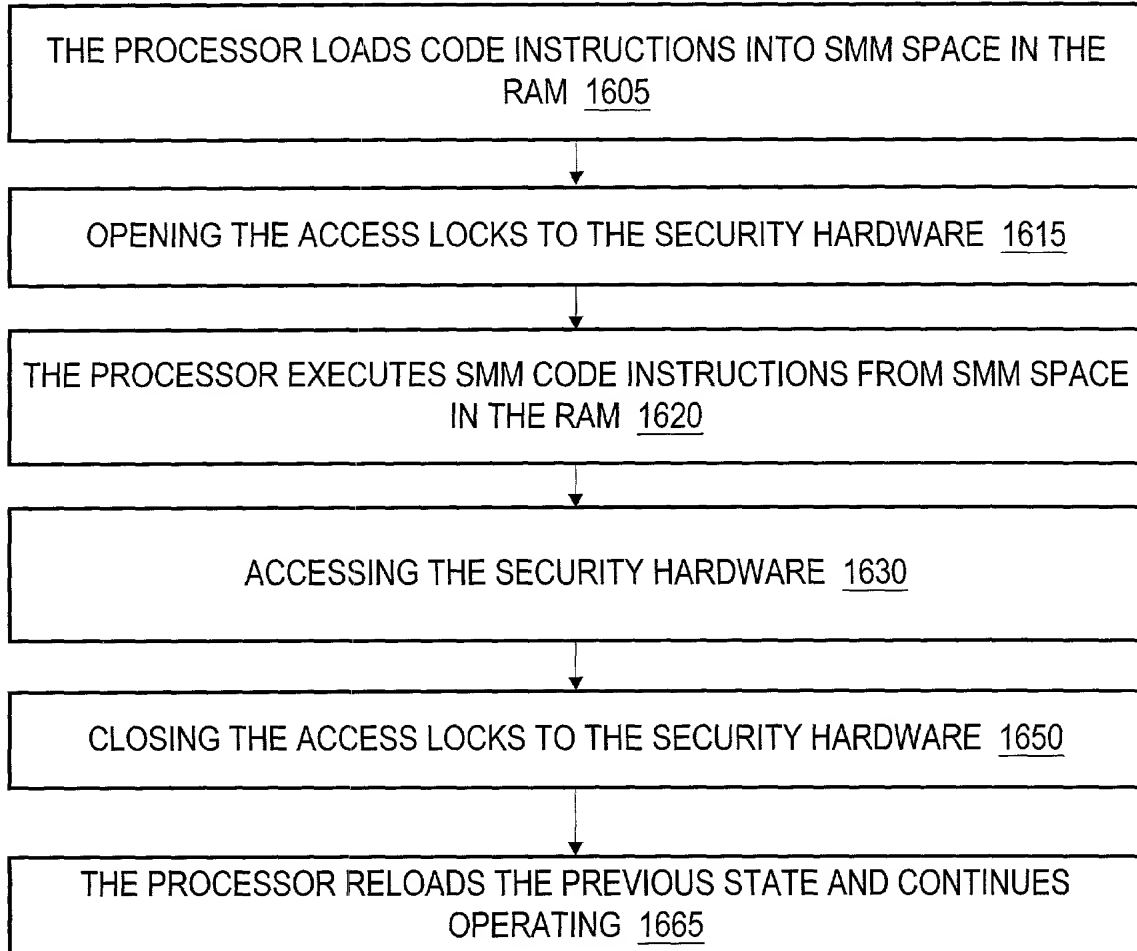 THE PROCESSOR LOADS CODE INSTRUCTIONS INTO SMM SPACE IN THE
RAM 1605
OPENING THE ACCESS LOCKS TO THE SECURITY HARDWARE 1615
THE PROCESSOR EXECUTES SMM CODE INSTRUCTIONS FROM SMM SPACE
IN THE RAM 1620
ACCESSING THE SECURITY HARDWARE 1630
CLOSING THE ACCESS LOCKS TO THE SECURITY HARDWARE 1650
THE PROCESSOR RELOADS THE PREVIOUS STATE AND CONTINUES
OPERATING 1665